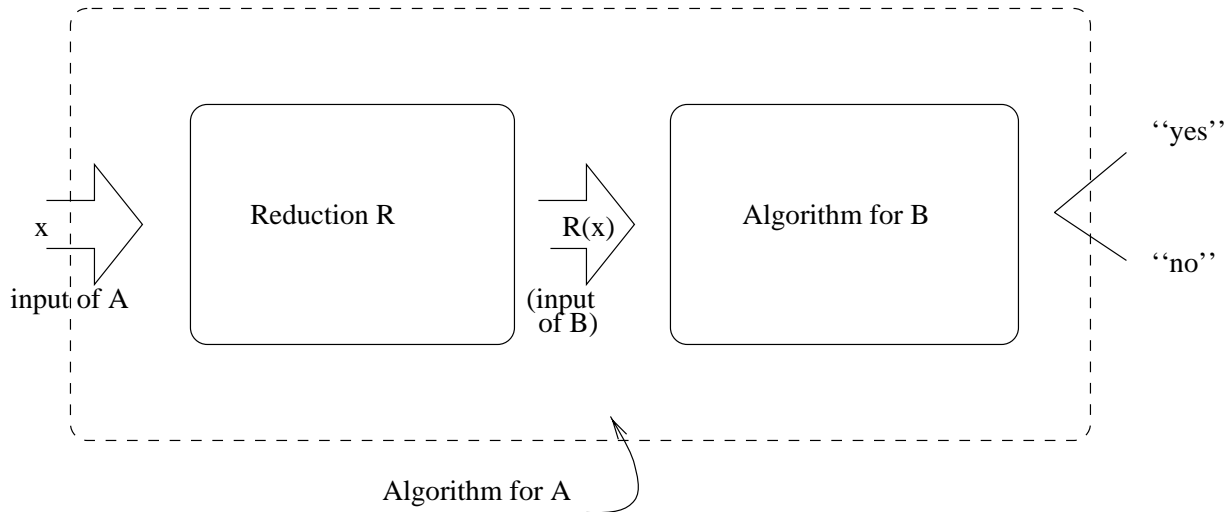 ‘‘yes’’
Reduction R
Algorithm for B
x
R(x)
‘‘no’’
input of A
(input
of B)
Algorithm for A